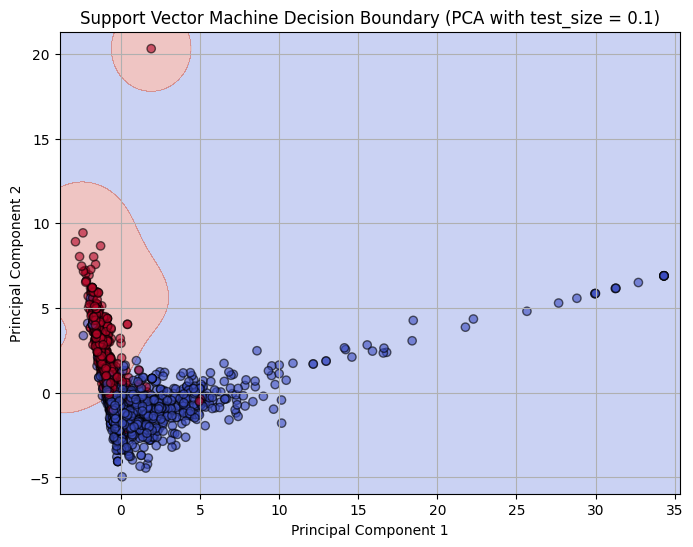 Support Vector Machine Decision Boundary (PCA with test_size = 0.1)
20
15
10
5
0
−5
Principal Component 2
0 5 10 15 20 25 30 35
Principal Component 1